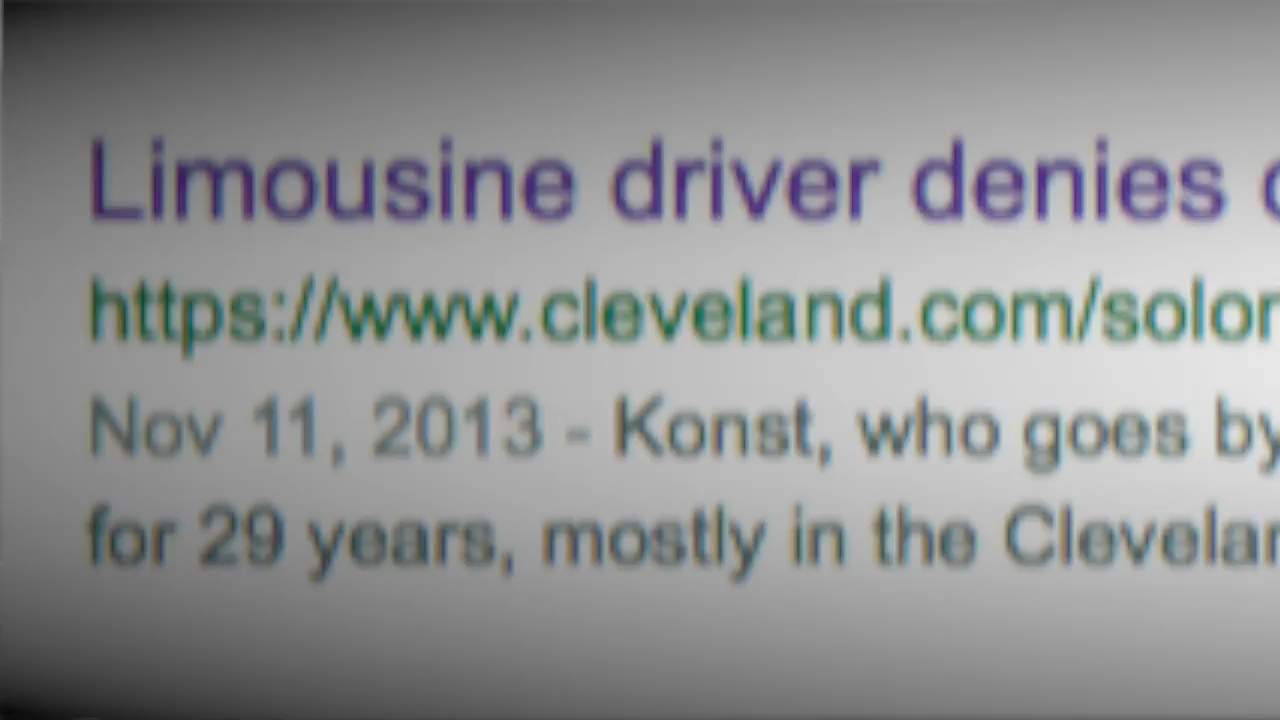 Limousine driver denies
https://www.cleveland.com/solon
Nov 11, 2013 - Konst, who goes by
for 29 years, mostly in the